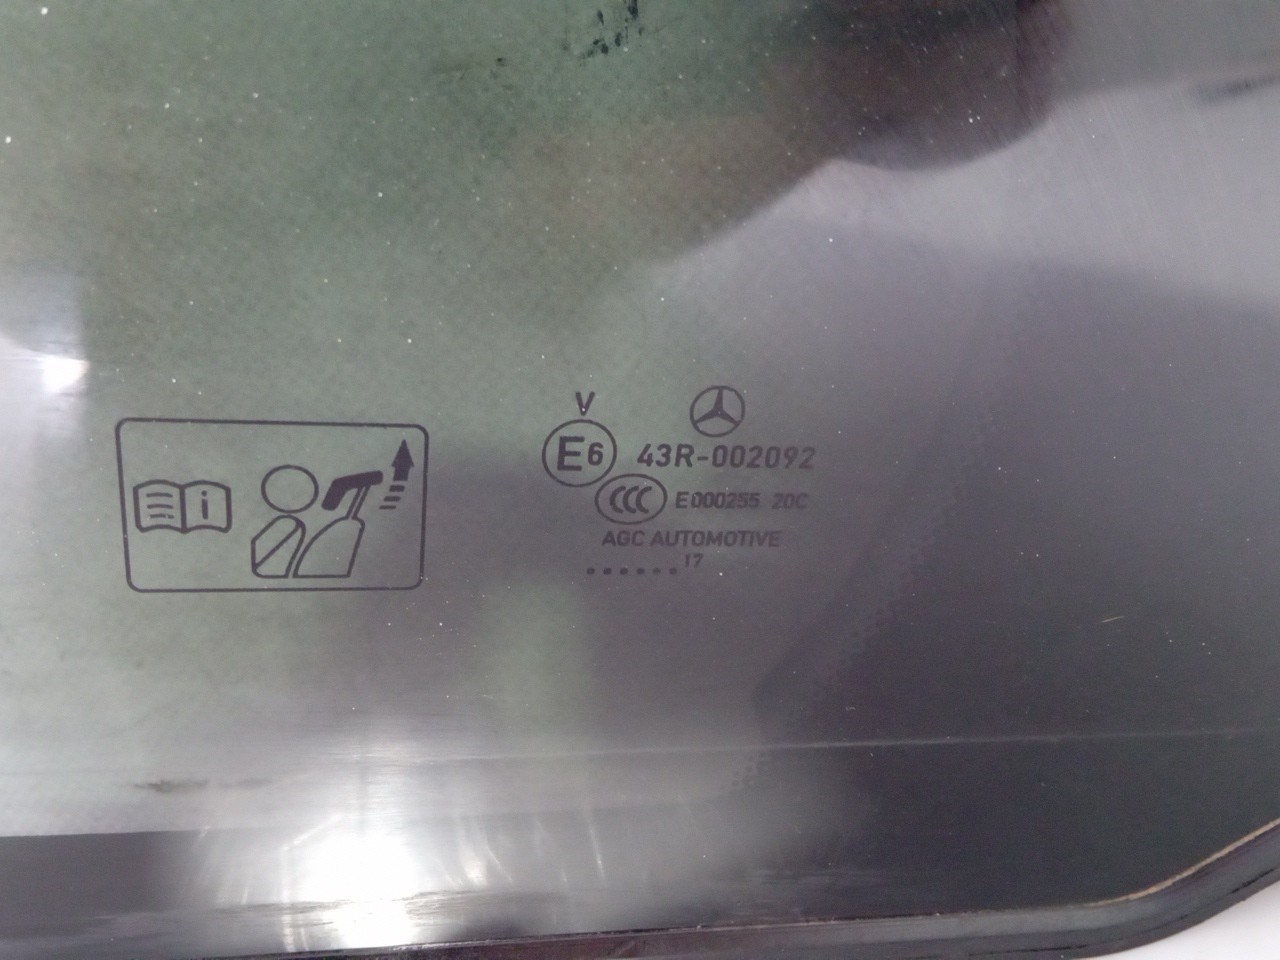 V
E6 43R-002092
CCC E000255 20C
AGC AUTOMOTIVE
......17
i